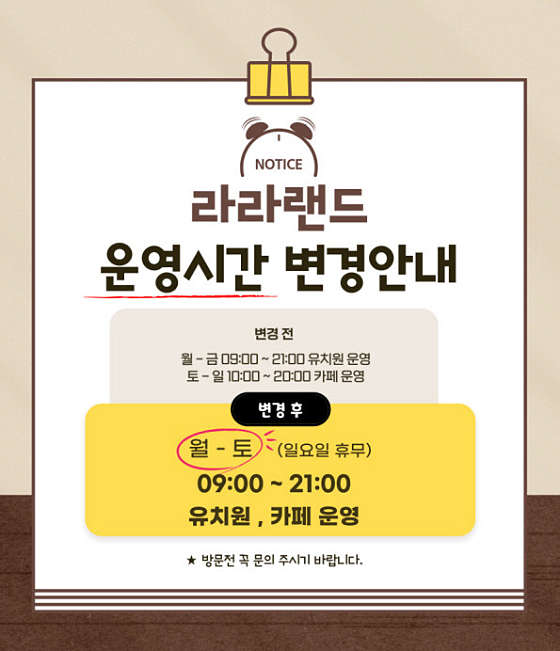 NOTICE
라라랜드
운영시간 변경안내
변경 전
월 - 금 09:00 ~ 21:00 유치원 운영
토 - 일 10:00 ~ 20:00 카페 운영
변경 후
월 - 토 (일요일 휴무)
09:00 ~ 21:00
유치원 , 카페 운영
★ 방문전 꼭 문의 주시기 바랍니다.